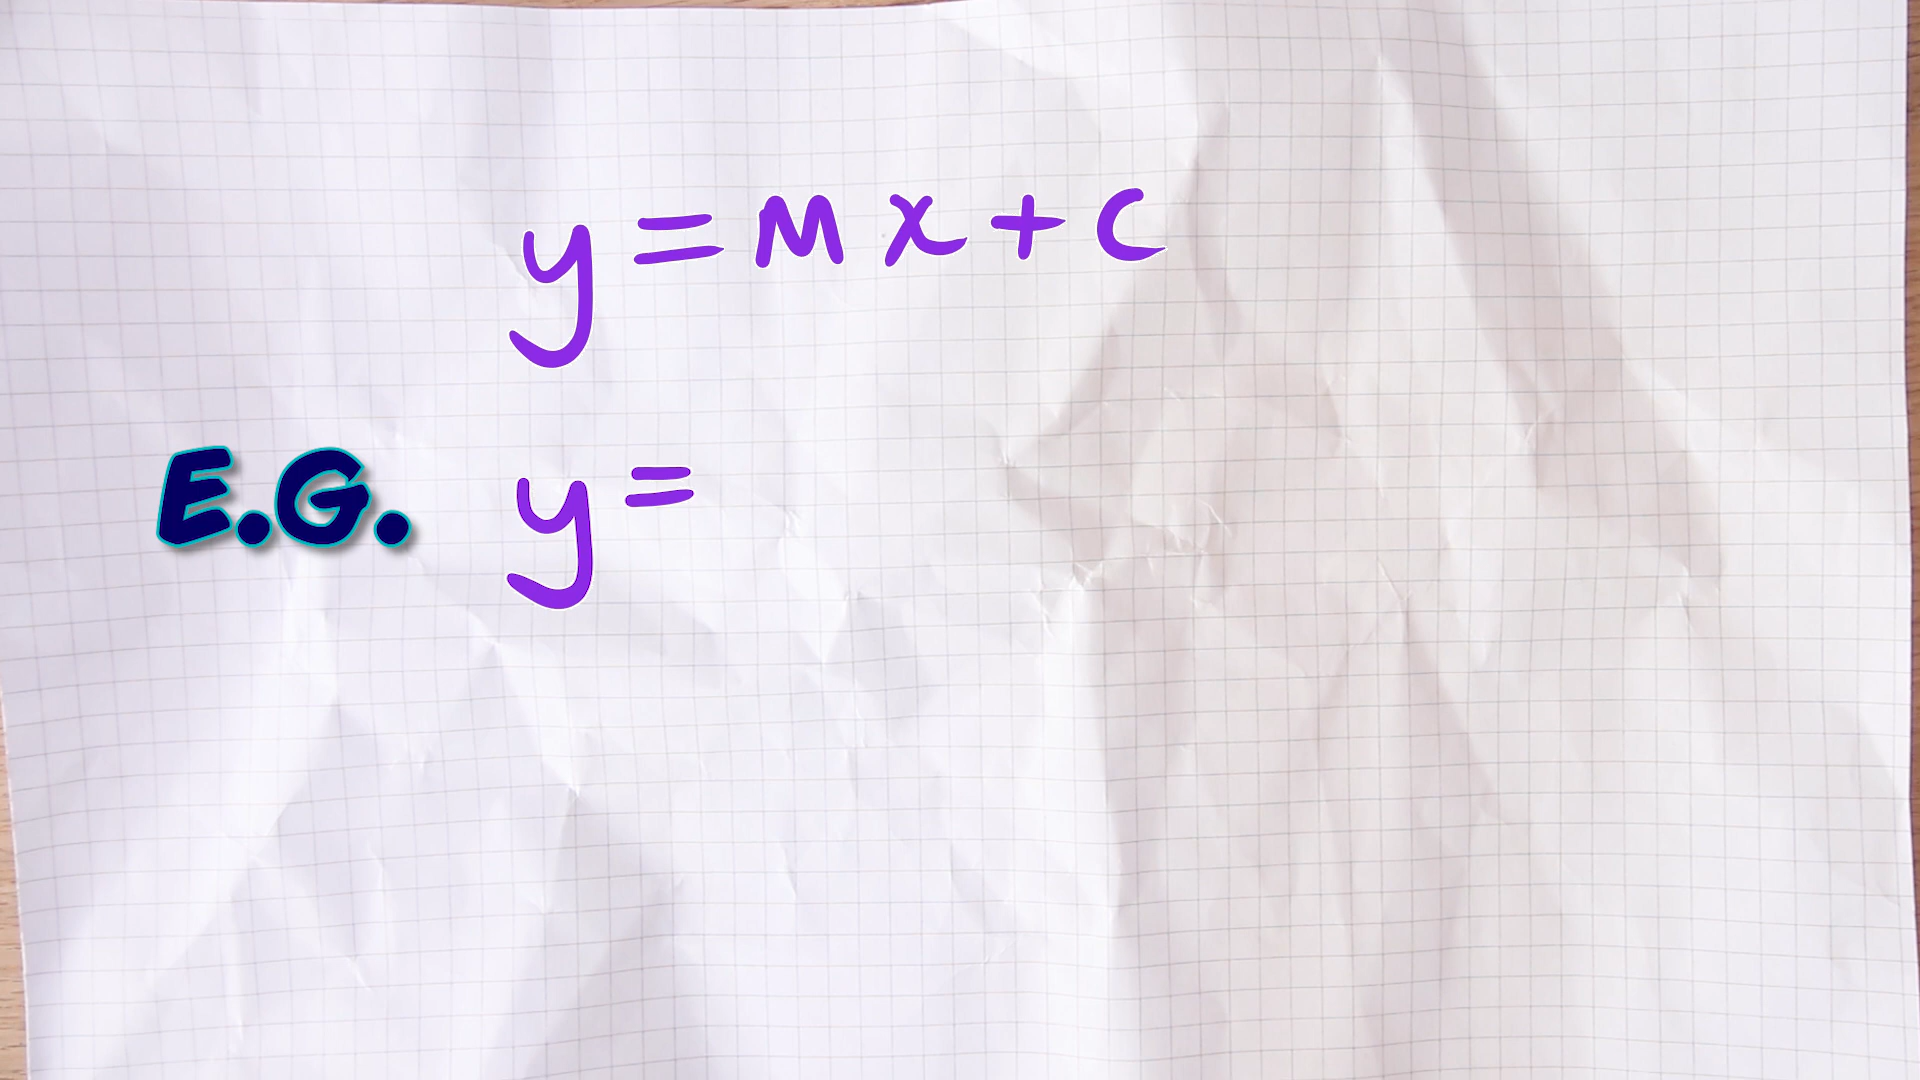 y = mx + c
E.G. y =